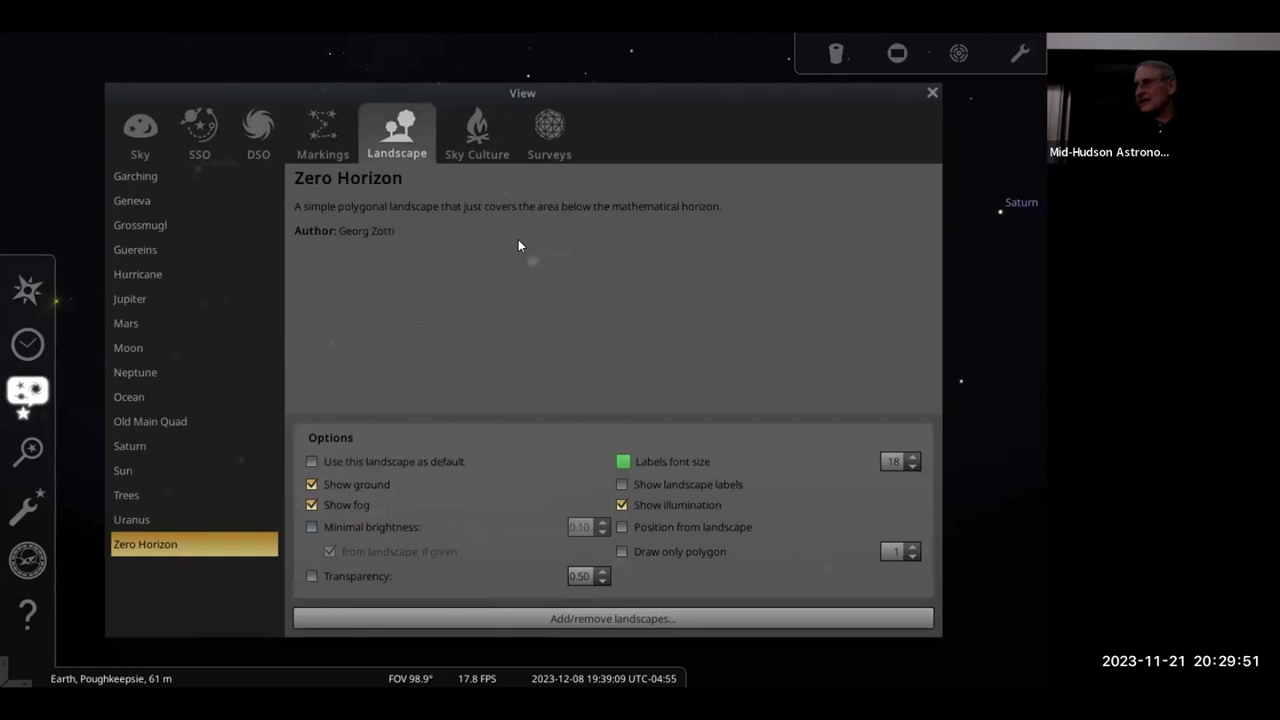 View
Sky
SSO
DSO
Markings
Landscape
Sky Culture
Surveys
Mid-Hudson Astrono...
Saturn
Garching
Geneva
Grossmugl
Guereins
Hurricane
Jupiter
Mars
Moon
Neptune
Ocean
Old Main Quad
Saturn
Sun
Trees
Uranus
Zero Horizon
Zero Horizon
A simple polygonal landscape that just covers the area below the mathematical horizon.
Author: Georg Zotti
Options
Use this landscape as default
Labels font size
18
Show ground
Show landscape labels
Show fog
Show illumination
Minimal brightness:
0.10
Position from landscape
from landscape, if given
Draw only polygon
1
Transparency:
0.50
Add/remove landscapes...
2023-11-21 20:29:51
Earth, Poughkeepsie, 61 m
FOV 98.9°
17.8 FPS
2023-12-08 19:39:09 UTC-04:55